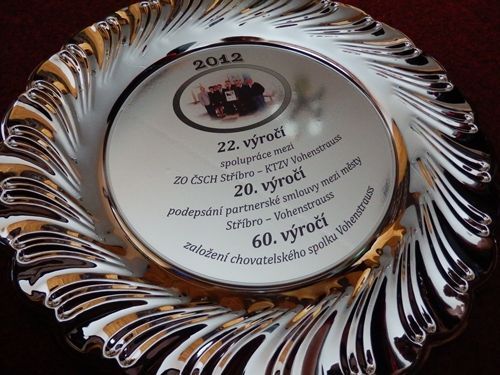 2012
22. výročí
spolupráce mezi
ZO ČSCH Stříbro – KTZV Vohenstrauss
20. výročí
podepsání partnerské smlouvy mezi městy
Stříbro – Vohenstrauss
60. výročí
založení chovatelského spolku Vohenstrauss